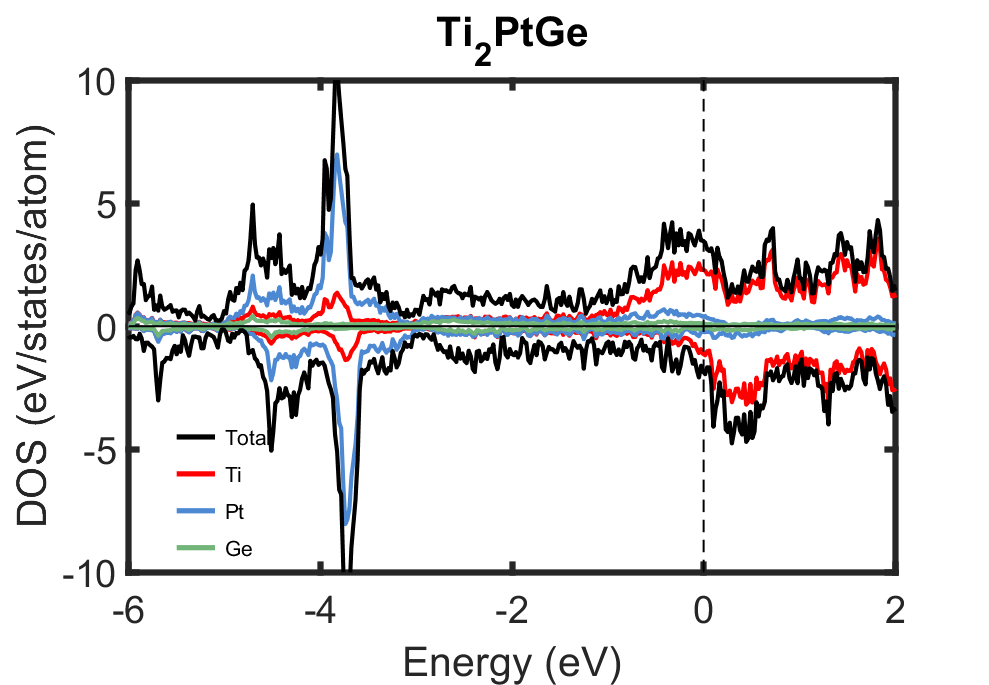 Ti2PtGe
DOS (eV/states/atom)
10
5
0
-5
-10
Total
Ti
Pt
Ge
-6
-4
-2
0
2
Energy (eV)